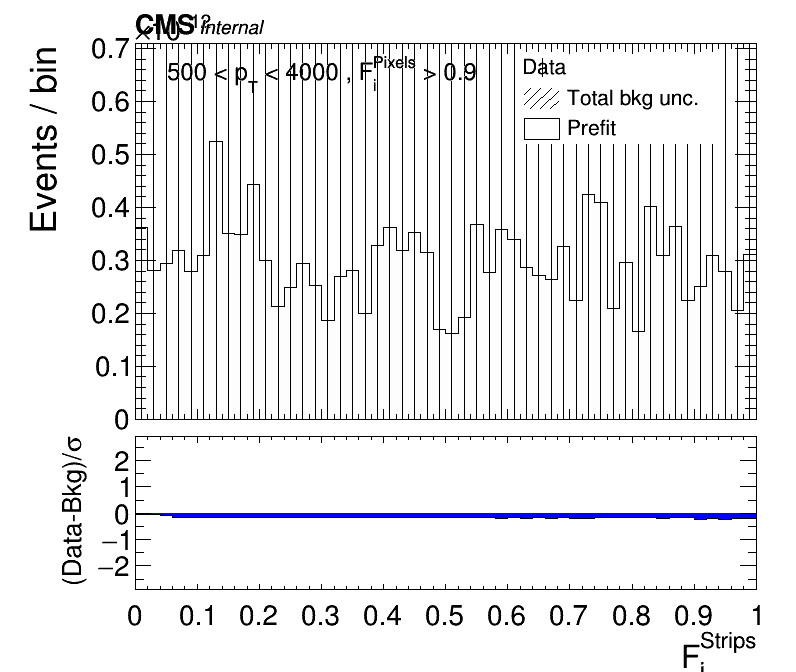 CMS Internal
×10¹²
500 < p_T < 4000 , F_i^Pixels > 0.9
Data
Total bkg unc.
Prefit
Events / bin
0.7
0.6
0.5
0.4
0.3
0.2
0.1
0
(Data-Bkg)/σ
2
1
0
−1
−2
0 0.1 0.2 0.3 0.4 0.5 0.6 0.7 0.8 0.9 1
F_i^Strips